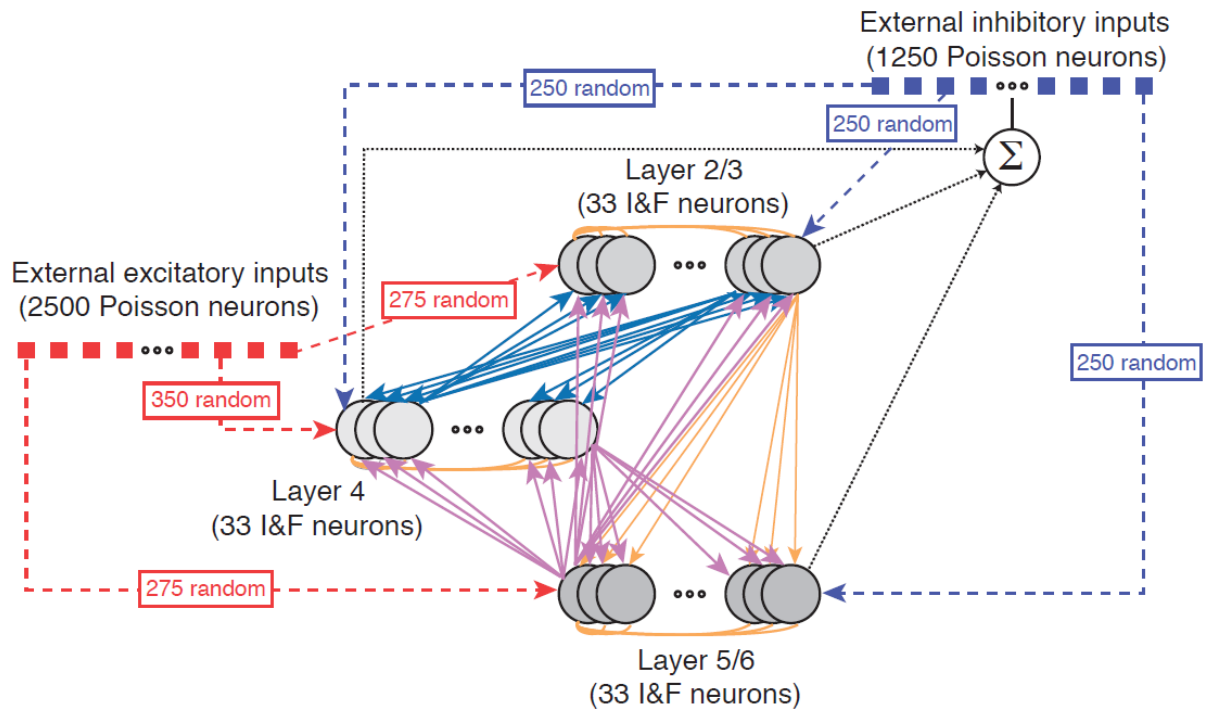 External inhibitory inputs
(1250 Poisson neurons)
250 random
250 random
Σ
Layer 2/3
(33 I&F neurons)
External excitatory inputs
(2500 Poisson neurons)
275 random
350 random
250 random
Layer 4
(33 I&F neurons)
275 random
Layer 5/6
(33 I&F neurons)